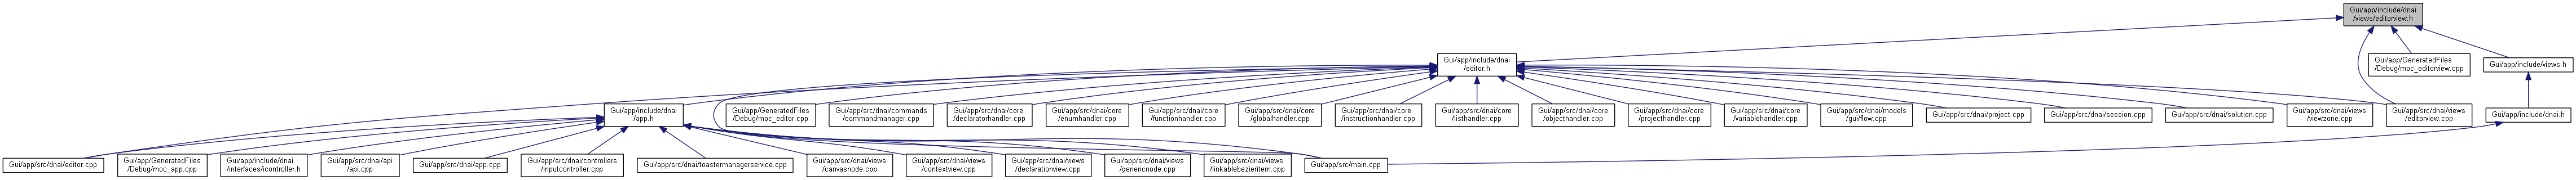 Gui/app/include/dnai
/views/editorview.h
Gui/app/include/dnai
/editor.h
Gui/app/GeneratedFiles
/Debug/moc_editorview.cpp
Gui/app/include/views.h
Gui/app/include/dnai
/app.h
Gui/app/GeneratedFiles
/Debug/moc_editor.cpp
Gui/app/src/dnai/commands
/commandmanager.cpp
Gui/app/src/dnai/core
/declaratorhandler.cpp
Gui/app/src/dnai/core
/enumhandler.cpp
Gui/app/src/dnai/core
/functionhandler.cpp
Gui/app/src/dnai/core
/globalhandler.cpp
Gui/app/src/dnai/core
/instructionhandler.cpp
Gui/app/src/dnai/core
/listhandler.cpp
Gui/app/src/dnai/core
/objecthandler.cpp
Gui/app/src/dnai/core
/projecthandler.cpp
Gui/app/src/dnai/core
/variablehandler.cpp
Gui/app/src/dnai/models
/gui/flow.cpp
Gui/app/src/dnai/project.cpp
Gui/app/src/dnai/session.cpp
Gui/app/src/dnai/solution.cpp
Gui/app/src/dnai/views
/viewzone.cpp
Gui/app/src/dnai/views
/editorview.cpp
Gui/app/include/dnai.h
Gui/app/src/dnai/editor.cpp
Gui/app/GeneratedFiles
/Debug/moc_app.cpp
Gui/app/include/dnai
/interfaces/icontroller.h
Gui/app/src/dnai/api
/api.cpp
Gui/app/src/dnai/app.cpp
Gui/app/src/dnai/controllers
/inputcontroller.cpp
Gui/app/src/dnai/toastermanagerservice.cpp
Gui/app/src/dnai/views
/canvasnode.cpp
Gui/app/src/dnai/views
/contextview.cpp
Gui/app/src/dnai/views
/declarationview.cpp
Gui/app/src/dnai/views
/genericnode.cpp
Gui/app/src/dnai/views
/linkablebezieritem.cpp
Gui/app/src/main.cpp